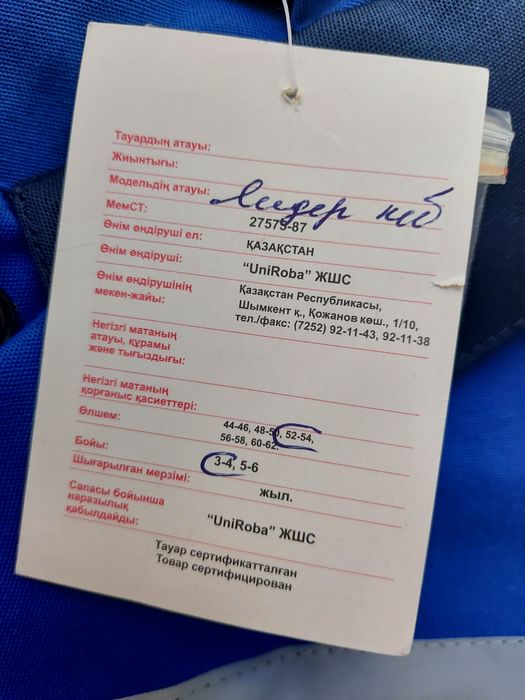 Тауардың атауы:
Жиынтығы:
Модельдің атауы: Лидер
МемСТ: 27575-87
Өнім өндіруші ел: ҚАЗАҚСТАН
Өнім өндіруші: “UniRoba” ЖШС
Өнім өндірушінің
мекен-жайы: Қазақстан Республикасы,
Шымкент қ., Қожанов көш., 1/10,
тел./факс: (7252) 92-11-43, 92-11-38
Негізгі матаның
атауы, құрамы
және тығыздығы:
Негізгі матаның
қорғаныс қасиеттері:
Өлшем: 44-46, 48-50, 52-54,
56-58, 60-62.
Бойы: 3-4, 5-6
Шығарылған мерзімі: жыл.
Сапасы бойынша
наразылық
қабылдайды: “UniRoba” ЖШС
Тауар сертификатталған
Товар сертифицирован